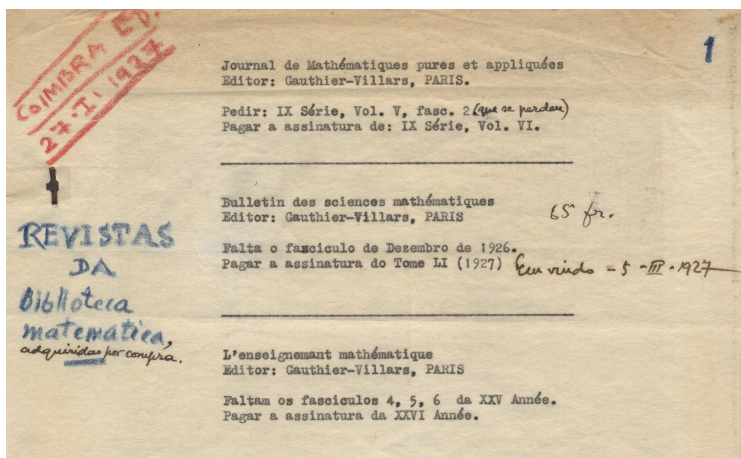 COIMBRA ED.
27-I-1927
1
Journal de Mathématiques pures et appliquées
Editor: Gauthier-Villars, PARIS.
Pedir: IX Série, Vol. V, fasc. 2 (que se perdeu)
Pagar a assinatura de: IX Série, Vol. VI.
REVISTAS
DA
biblioteca
matematica,
adquiridas por compra.
Bulletin des sciences mathématiques
Editor: Gauthier-Villars, PARIS
65 fr.
Falta o fasciculo de Dezembro de 1926.
Pagar a assinatura do Tome LI (1927)
vindo - 5 - III - 1927
L'enseignemant mathématique
Editor: Gauthier-Villars, PARIS
Faltam os fasciculos 4, 5, 6 da XXV Année.
Pagar a assinatura da XXVI Année.